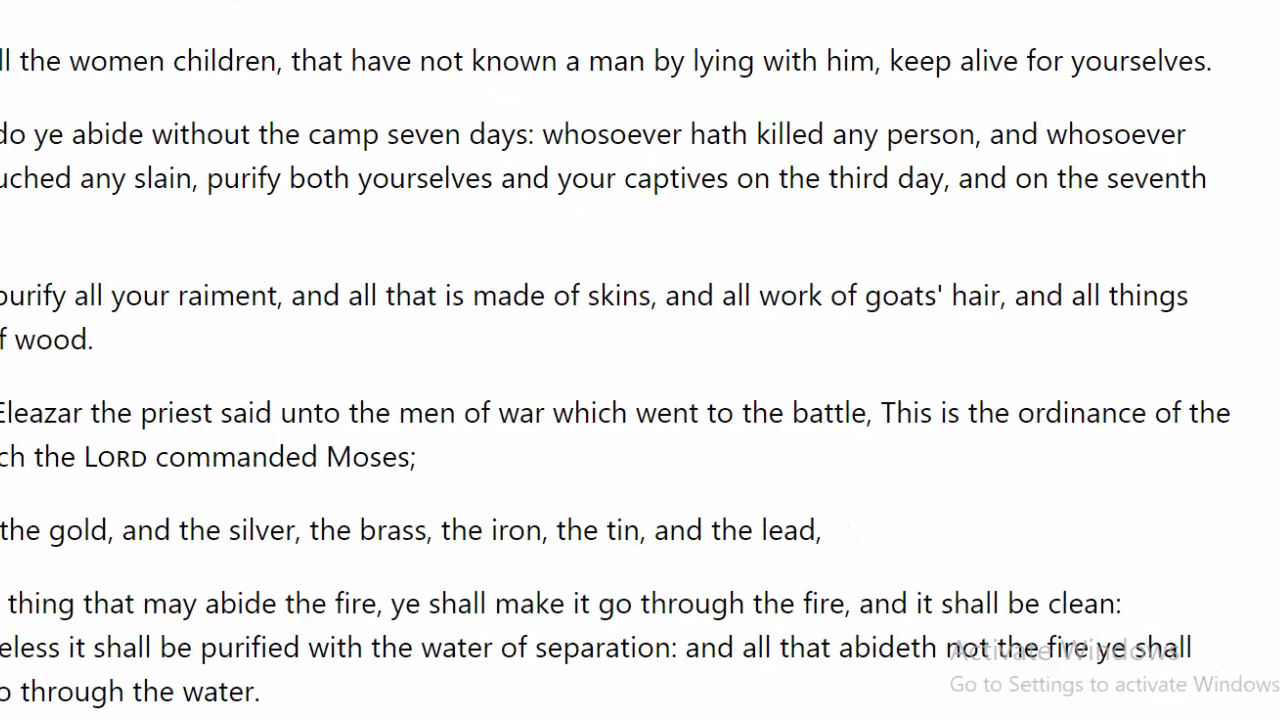 ll the women children, that have not known a man by lying with him, keep alive for yourselves.
do ye abide without the camp seven days: whosoever hath killed any person, and whosoever
uched any slain, purify both yourselves and your captives on the third day, and on the seventh
purify all your raiment, and all that is made of skins, and all work of goats' hair, and all things
f wood.
Eleazar the priest said unto the men of war which went to the battle, This is the ordinance of the
ch the LORD commanded Moses;
the gold, and the silver, the brass, the iron, the tin, and the lead,
thing that may abide the fire, ye shall make it go through the fire, and it shall be clean:
eless it shall be purified with the water of separation: and all that abideth not the fire ye shall
o through the water.
Activate Windows
Go to Settings to activate Windows